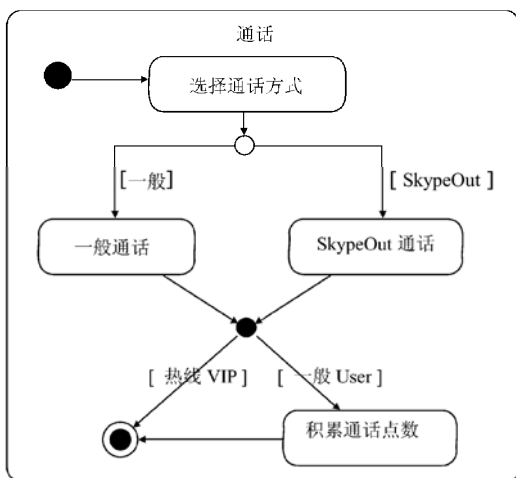 通话
选择通话方式
[一般]
[ SkypeOut ]
一般通话
SkypeOut 通话
[ 热线 VIP ]
[ 一般 User ]
积累通话点数